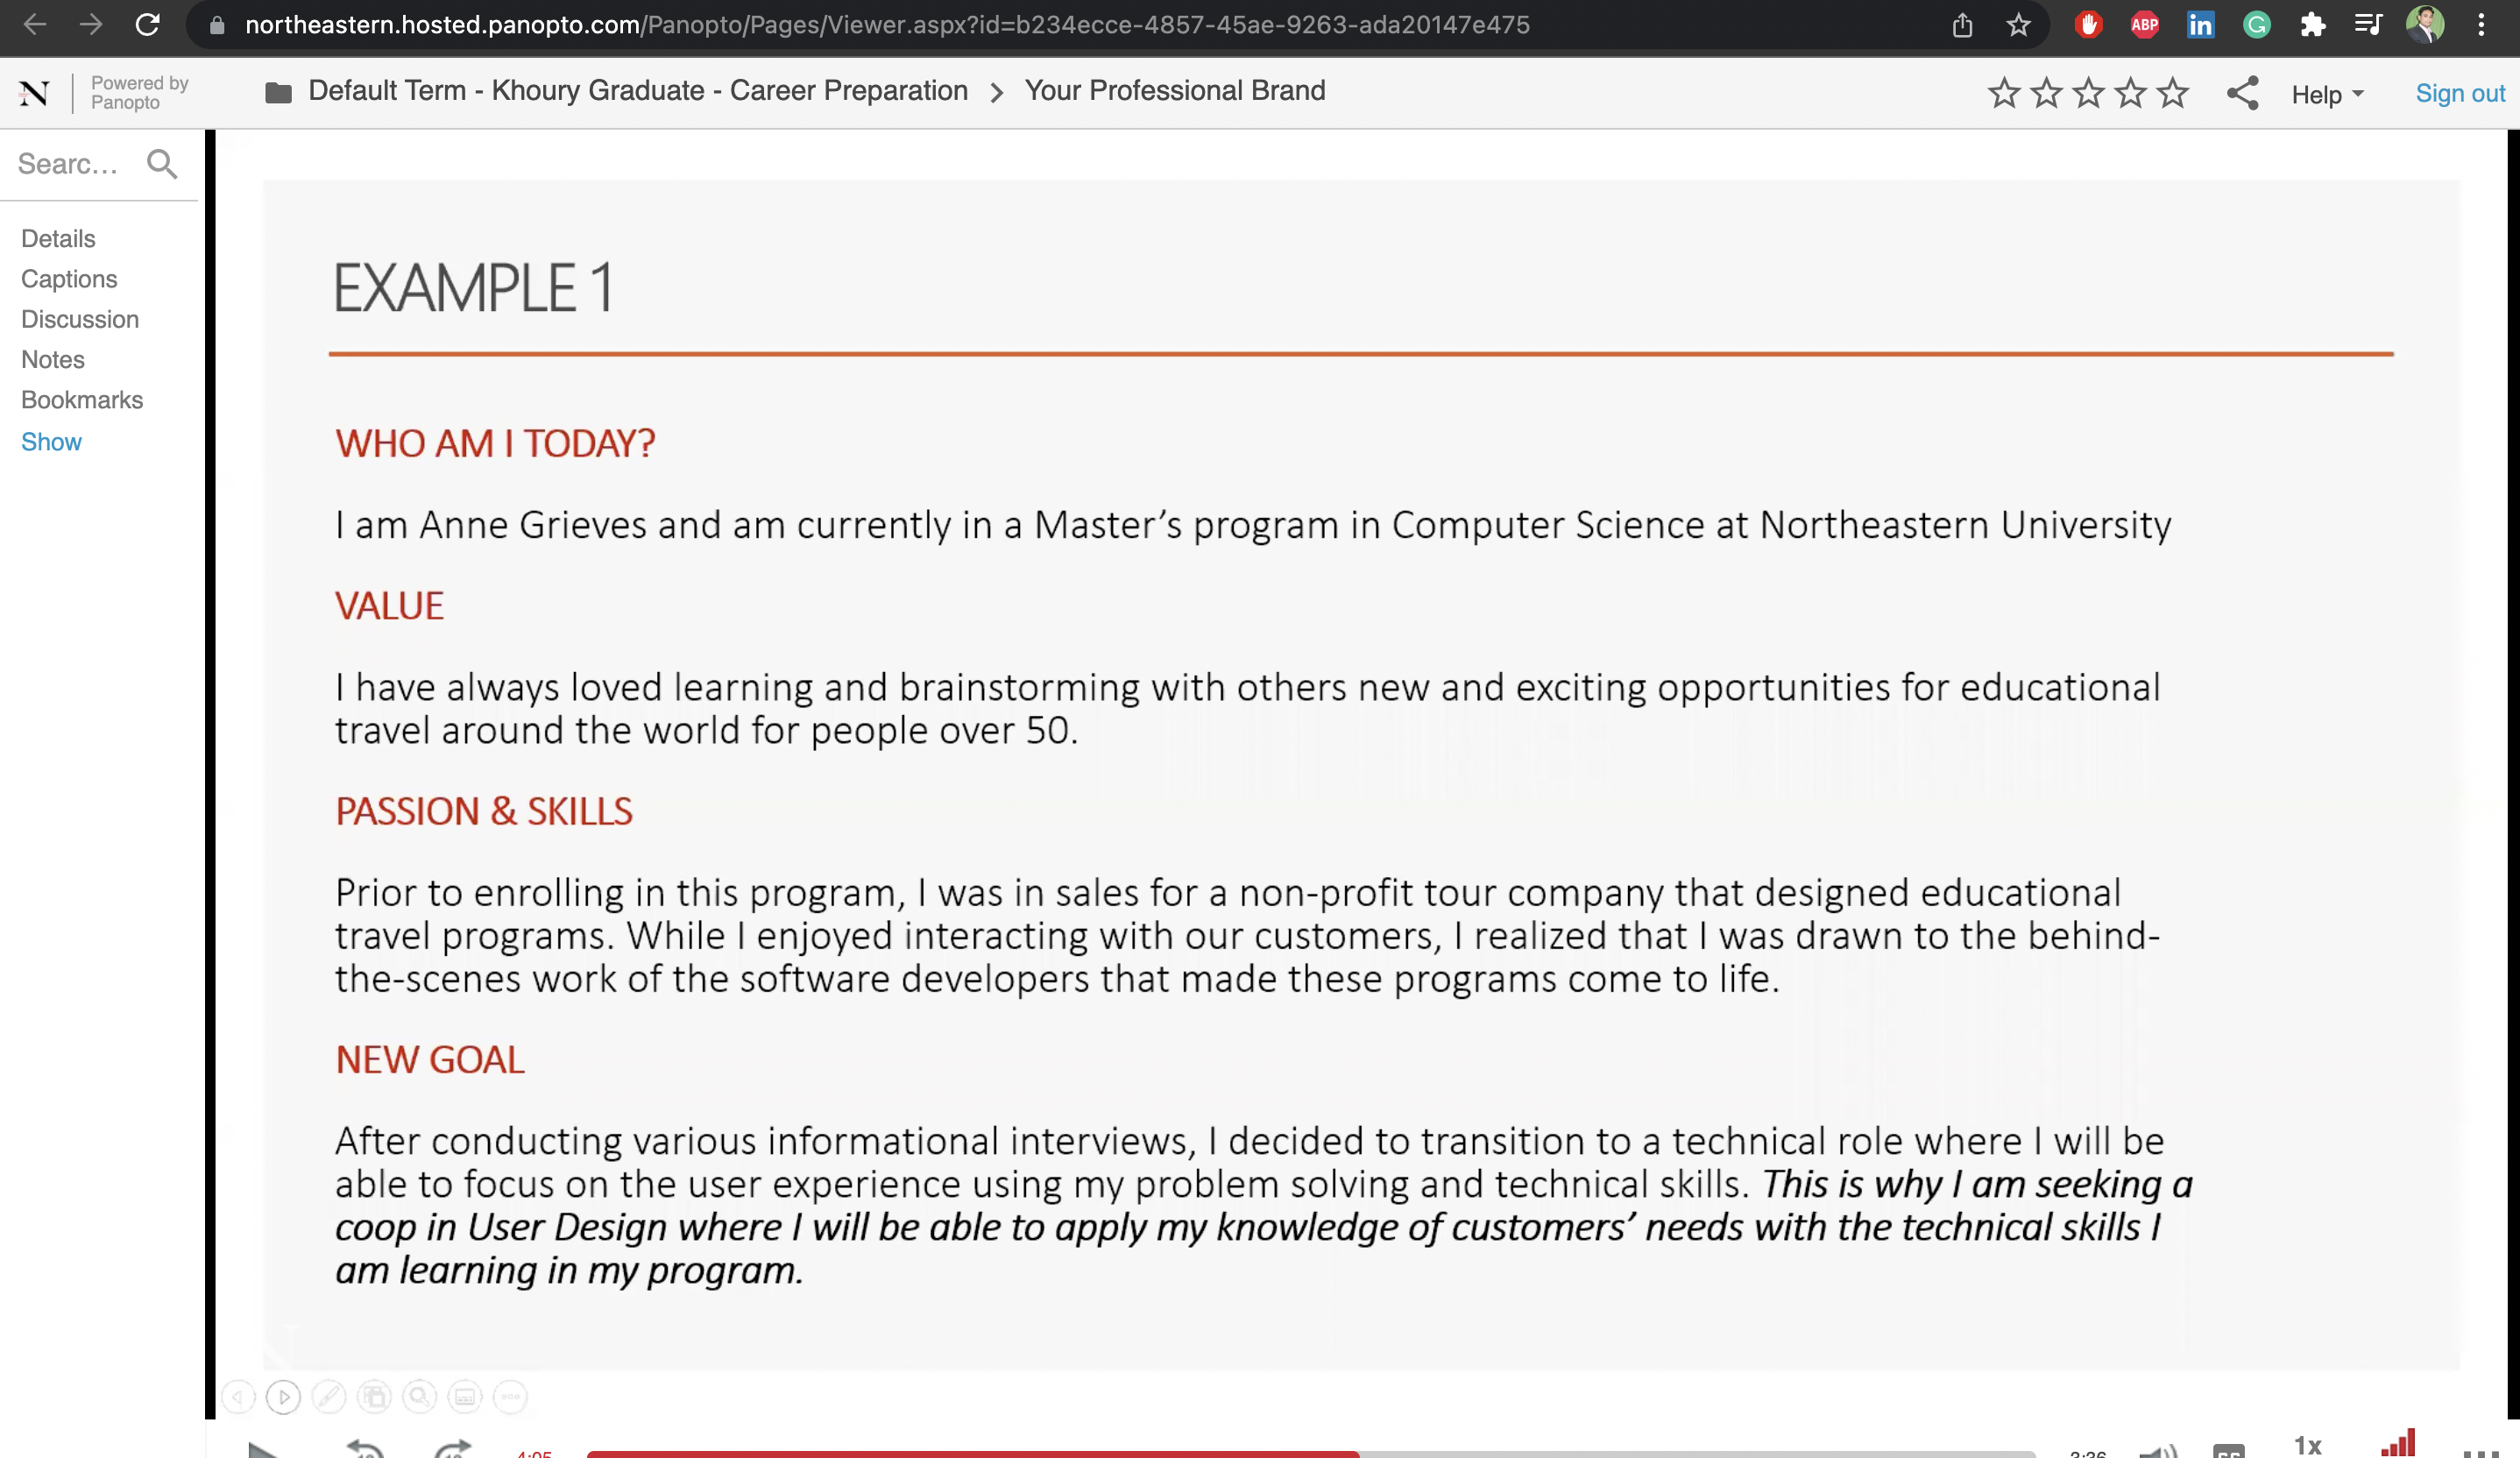 northeastern.hosted.panopto.com/Panopto/Pages/Viewer.aspx?id=b234ecce-4857-45ae-9263-ada20147e475
ABP
in
G
N
Powered by
Panopto
Default Term - Khoury Graduate - Career Preparation > Your Professional Brand
Help
Sign out
Searc...
Details
Captions
Discussion
Notes
Bookmarks
Show
EXAMPLE 1
WHO AM I TODAY?
I am Anne Grieves and am currently in a Master’s program in Computer Science at Northeastern University
VALUE
I have always loved learning and brainstorming with others new and exciting opportunities for educational
travel around the world for people over 50.
PASSION & SKILLS
Prior to enrolling in this program, I was in sales for a non-profit tour company that designed educational
travel programs. While I enjoyed interacting with our customers, I realized that I was drawn to the behind-
the-scenes work of the software developers that made these programs come to life.
NEW GOAL
After conducting various informational interviews, I decided to transition to a technical role where I will be
able to focus on the user experience using my problem solving and technical skills. This is why I am seeking a
coop in User Design where I will be able to apply my knowledge of customers’ needs with the technical skills I
am learning in my program.
4:05
3:36
1x